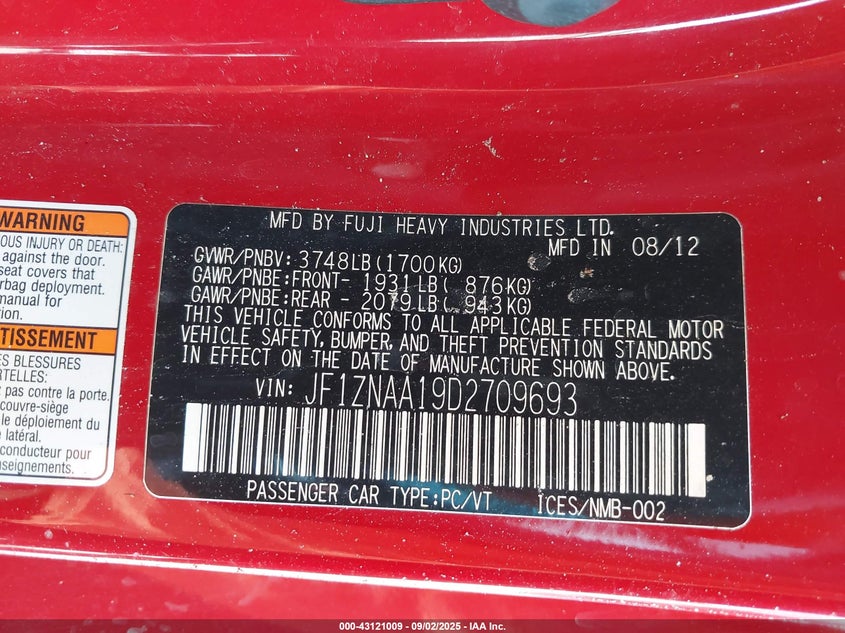 WARNING
OUS INJURY OR DEATH:
against the door.
seat covers that
rbag deployment.
manual for
rmation.
TISSEMENT
ES BLESSURES
RTELLES:
z pas contre la porte.
couvre-siège
le déploiement du
latéral.
nseignements.
MFD BY FUJI HEAVY INDUSTRIES LTD.
MFD IN 08/12
GVWR/PNBV: 3748LB(1700KG)
GAWR/PNBE:FRONT- 1931LB( 876KG)
GAWR/PNBE:REAR - 2079LB( 943KG)
THIS VEHICLE CONFORMS TO ALL APPLICABLE FEDERAL MOTOR
VEHICLE SAFETY, BUMPER, AND THEFT PREVENTION STANDARDS
IN EFFECT ON THE DATE OF MANUFACTURE SHOWN ABOVE.
VIN: JF1ZNAA19D2709693
PASSENGER CAR TYPE:PC/VT ICES/NMB-002
000-43121009 - 09/02/2025 - IAA Inc.